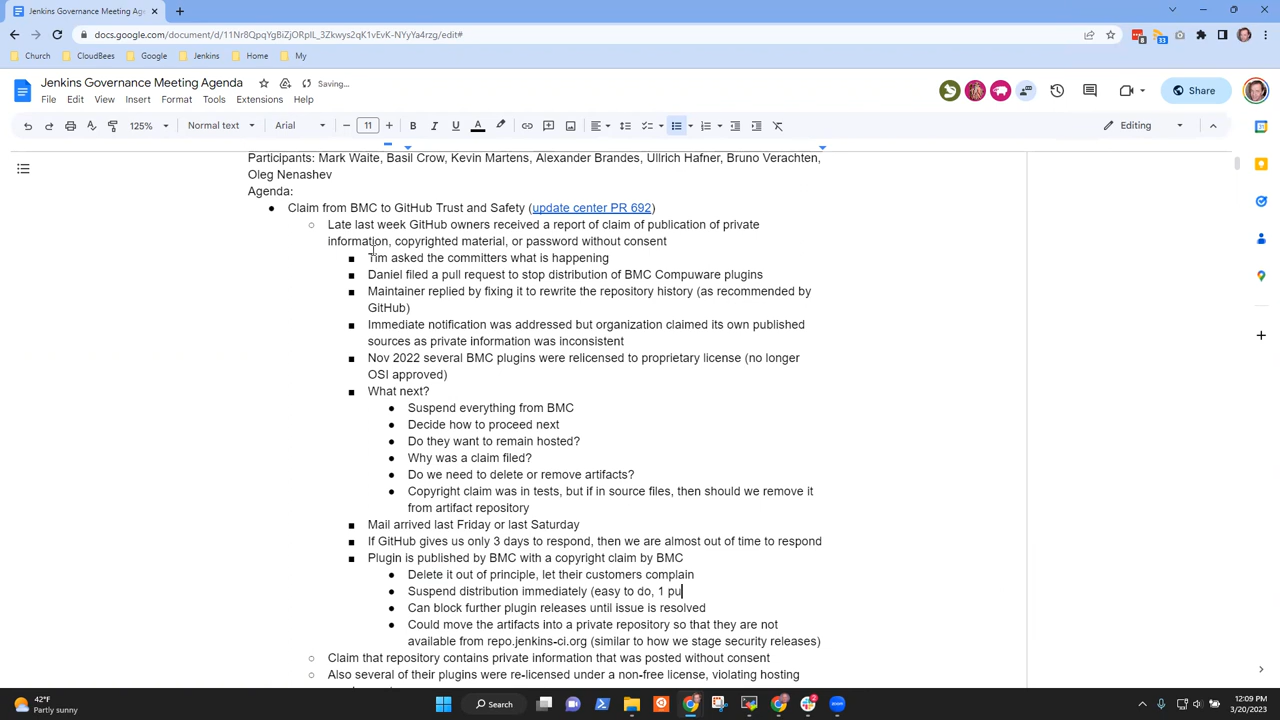 Jenkins Governance Meeting Ag
docs.google.com/document/d/11Nr8QpqYgBiZjORpIL_3Zkwys2qK1vEvK-NYyYa4rzg/edit#
Church
CloudBees
Google
Jenkins
Home
My
Jenkins Governance Meeting Agenda
Saving...
File Edit View Insert Format Tools Extensions Help
Share
125% Normal text Arial 11 Editing
Participants: Mark Waite, Basil Crow, Kevin Martens, Alexander Brandes, Ullrich Hafner, Bruno Verachten,
Oleg Nenashev
Agenda:
● Claim from BMC to GitHub Trust and Safety (update center PR 692)
○ Late last week GitHub owners received a report of claim of publication of private
information, copyrighted material, or password without consent
■ Tim asked the committers what is happening
■ Daniel filed a pull request to stop distribution of BMC Compuware plugins
■ Maintainer replied by fixing it to rewrite the repository history (as recommended by
GitHub)
■ Immediate notification was addressed but organization claimed its own published
sources as private information was inconsistent
■ Nov 2022 several BMC plugins were relicensed to proprietary license (no longer
OSI approved)
■ What next?
● Suspend everything from BMC
● Decide how to proceed next
● Do they want to remain hosted?
● Why was a claim filed?
● Do we need to delete or remove artifacts?
● Copyright claim was in tests, but if in source files, then should we remove it
from artifact repository
■ Mail arrived last Friday or last Saturday
■ If GitHub gives us only 3 days to respond, then we are almost out of time to respond
■ Plugin is published by BMC with a copyright claim by BMC
● Delete it out of principle, let their customers complain
● Suspend distribution immediately (easy to do, 1 pu
● Can block further plugin releases until issue is resolved
● Could move the artifacts into a private repository so that they are not
available from repo.jenkins-ci.org (similar to how we stage security releases)
○ Claim that repository contains private information that was posted without consent
○ Also several of their plugins were re-licensed under a non-free license, violating hosting
42°F
Partly sunny
Search
12:09 PM
3/20/2023